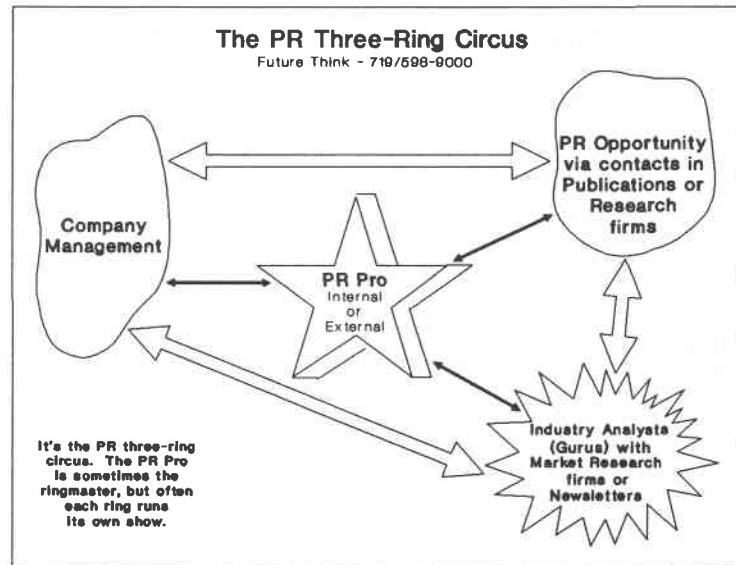 The PR Three-Ring Circus
Future Think - 719/598-9000
PR Opportunity
via contacts in
Publications or
Research
firms
Company
Management
PR Pro
Internal
or
External
Industry Analysts
(Gurus) with
Market Research
firms or
Newsletters
It's the PR three-ring
circus. The PR Pro
is sometimes the
ringmaster, but often
each ring runs
its own show.